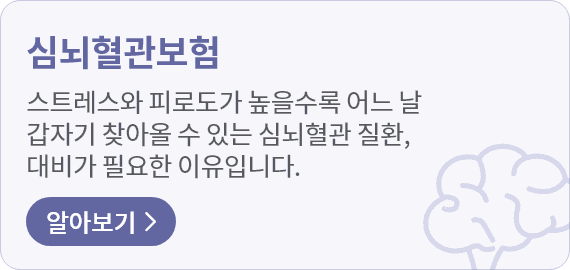 심뇌혈관보험
스트레스와 피로도가 높을수록 어느 날
갑자기 찾아올 수 있는 심뇌혈관 질환,
대비가 필요한 이유입니다.
알아보기